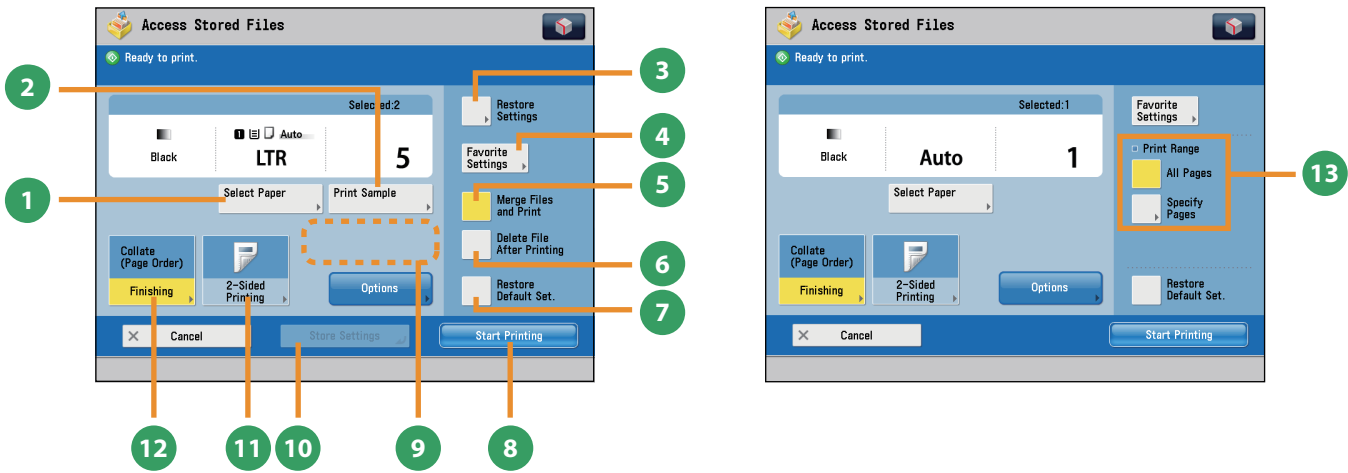 Access Stored Files
Ready to print.
Selected:2
Black
1 Auto
LTR
5
Select Paper
Print Sample
Collate
(Page Order)
Finishing
2-Sided
Printing
Options
Restore
Settings
Favorite
Settings
Merge Files
and Print
Delete File
After Printing
Restore
Default Set.
Cancel
Store Settings
Start Printing
1
2
3
4
5
6
7
8
9
10
11
12
Access Stored Files
Ready to print.
Selected:1
Black
Auto
1
Select Paper
Collate
(Page Order)
Finishing
2-Sided
Printing
Options
Favorite
Settings
Print Range
All Pages
Specify
Pages
Restore
Default Set.
Cancel
Start Printing
13